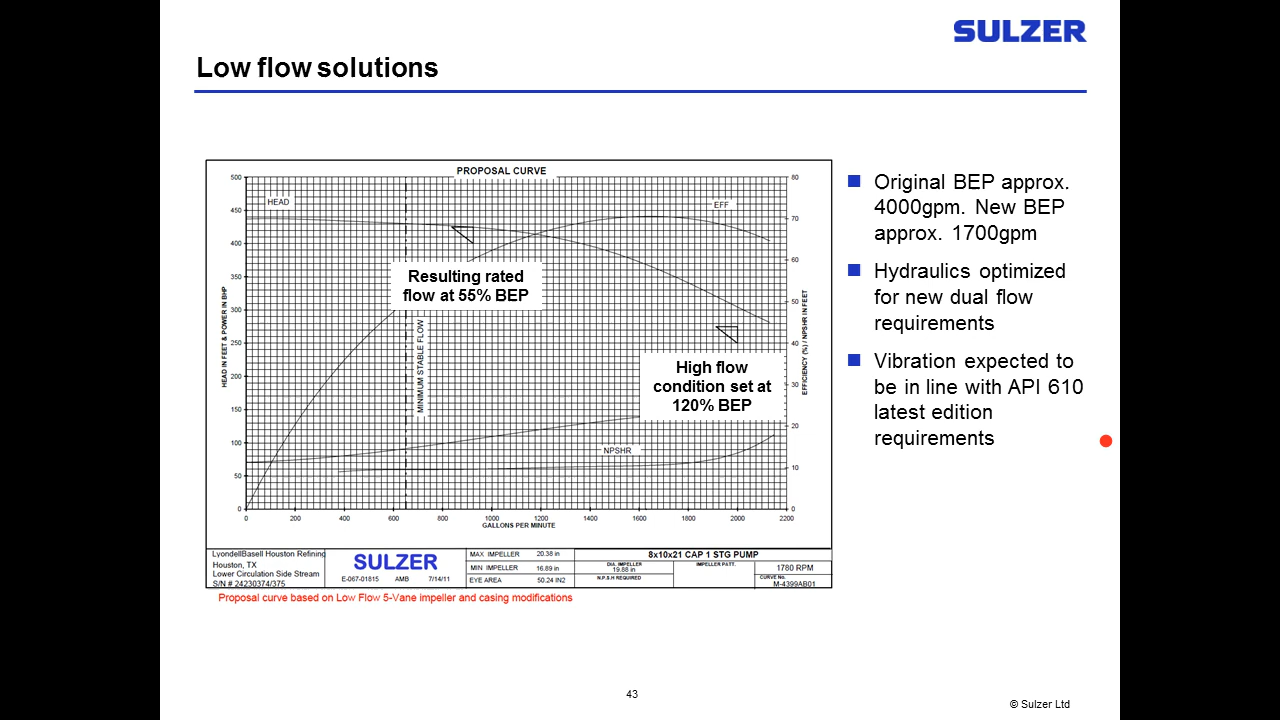 SULZER
Low flow solutions
PROPOSAL CURVE
500
450
400
350
300
250
200
150
100
50
0
HEAD IN FEET & POWER IN BHP
HEAD
EFF
Resulting rated
flow at 55% BEP
MINIMUM STABLE FLOW
High flow
condition set at
120% BEP
NPSHR
80
70
60
50
40
30
20
10
0
EFFICIENCY (%) / NPSHR IN FEET
0 200 400 600 800 1000 1200 1400 1600 1800 2000 2200
GALLONS PER MINUTE
LyondellBasell Houston Refining
Houston, TX
Lower Circulation Side Stream
S/N # 24230374/375
SULZER
E-067-01815 AMB 7/14/11
MAX IMPELLER 20.38 in
MIN IMPELLER 16.89 in
EYE AREA 50.24 IN2
8x10x21 CAP 1 STG PUMP
DIA. IMPELLER
19.88 in
N.P.S.H REQUIRED
IMPELLER PATT.
1780 RPM
CURVE No.
M-4399AB01
Proposal curve based on Low Flow 5-Vane impeller and casing modifications
Original BEP approx.
4000gpm. New BEP
approx. 1700gpm
Hydraulics optimized
for new dual flow
requirements
Vibration expected to
be in line with API 610
latest edition
requirements
43
© Sulzer Ltd